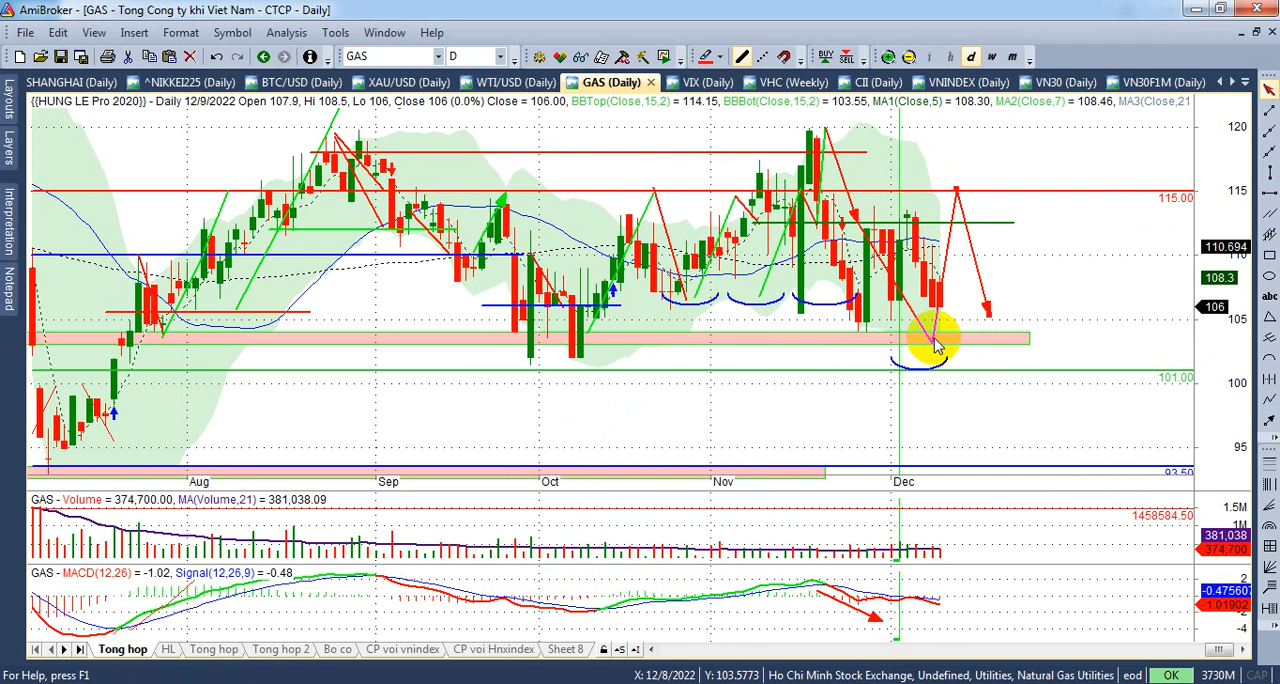 AmiBroker - [GAS - Tong Cong ty khi Viet Nam - CTCP - Daily]
File Edit View Insert Format Symbol Analysis Tools Window Help
GAS D BUY SELL i h d w m
SHANGHAI (Daily) ^NIKKEI225 (Daily) BTC/USD (Daily) XAU/USD (Daily) WTI/USD (Daily) GAS (Daily) VIX (Daily) VHC (Weekly) CII (Daily) VNINDEX (Daily) VN30 (Daily) VN30F1M (Daily)
Layouts
Layers
Interpretation
Notepad
{{HUNG LE Pro 2020}} - Daily 12/9/2022 Open 107.9, Hi 108.5, Lo 106, Close 106 (0.0%) Close = 106.00, BBTop(Close,15,2) = 114.15, BBBot(Close,15,2) = 103.55, MA1(Close,5) = 108.30, MA2(Close,7) = 108.46, MA3(Close,21
120
115
115.00
110.694
108.3
106
105
101.00
100
95
93.50
Aug Sep Oct Nov Dec
GAS - Volume = 374,700.00, MA(Volume,21) = 381,038.09
1.5M
1458584.50
1M
381,038
374,700
GAS - MACD(12,26) = -1.02, Signal(12,26,9) = -0.48
2
-0.475607
-1.01902
-2
-4
Tong hop HL Tong hop Tong hop 2 Bo co CP voi vnindex CP voi Hnxindex Sheet 8
abc
For Help, press F1 X: 12/8/2022 Y: 103.5773 Ho Chi Minh Stock Exchange, Undefined, Utilities, Natural Gas Utilities eod OK 3730M CAP